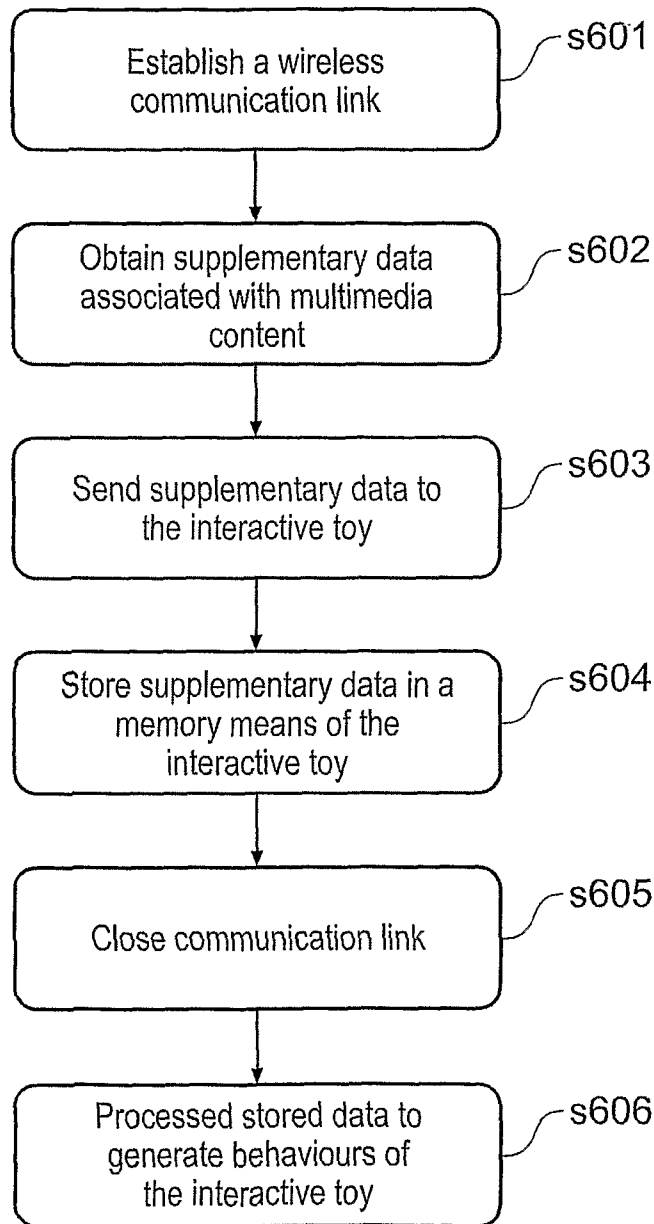 Establish a wireless
communication link
s601
Obtain supplementary data
associated with multimedia
content
s602
Send supplementary data to
the interactive toy
s603
Store supplementary data in a
memory means of the
interactive toy
s604
Close communication link
s605
Processed stored data to
generate behaviours of
the interactive toy
s606